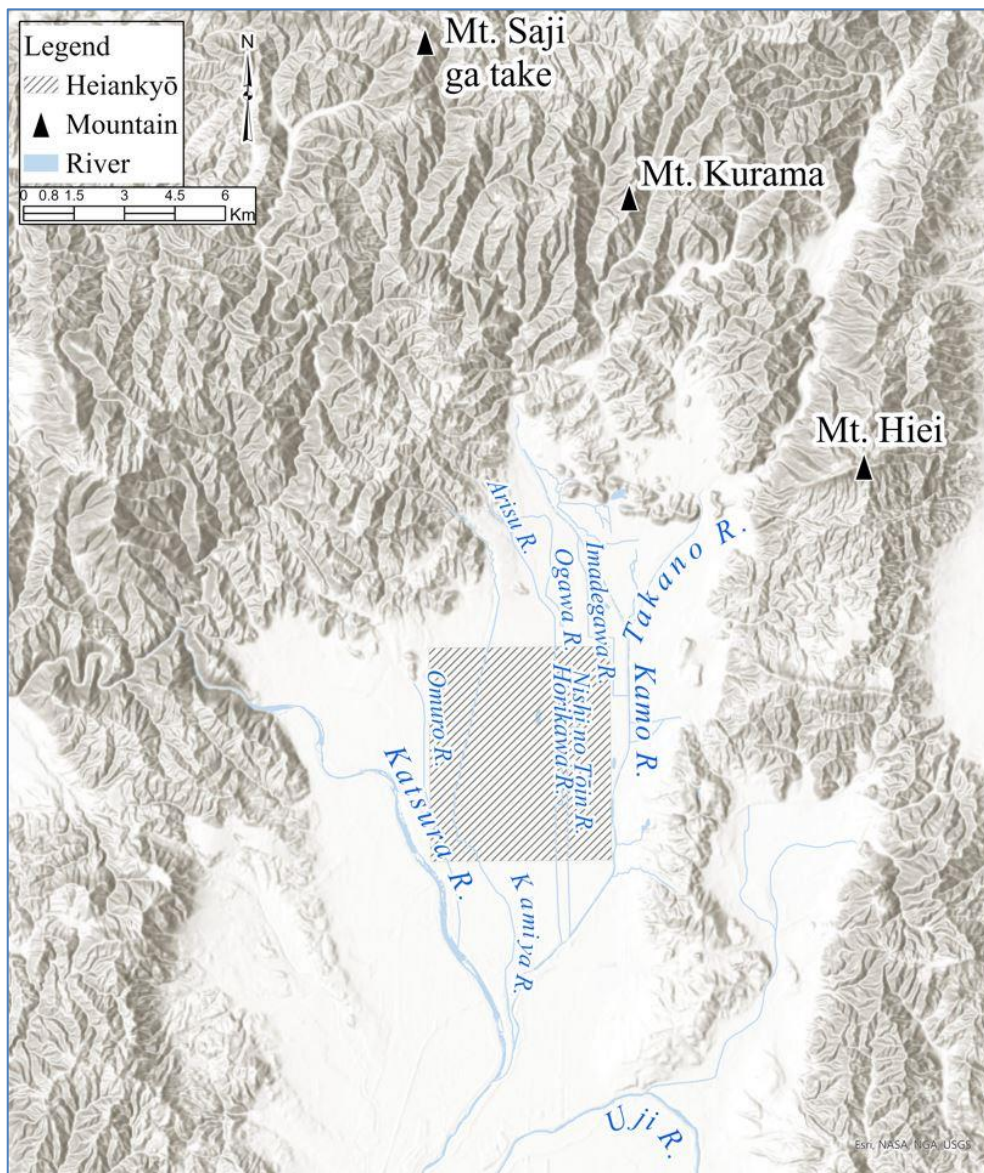 Legend
Heiankyō
Mountain
River
0 0.8 1.5 3 4.5 6
Km
N
Mt. Saji
ga take
Mt. Kurama
Mt. Hiei
Arisu R.
Ogawa R.
Imadegawa R.
Takano R.
Kamo R.
Omuro R.
Nishi no Tōin R.
Horikawa R.
Katsura R.
Kamiya R.
Uji R.
Esri, NASA, NGA, USGS